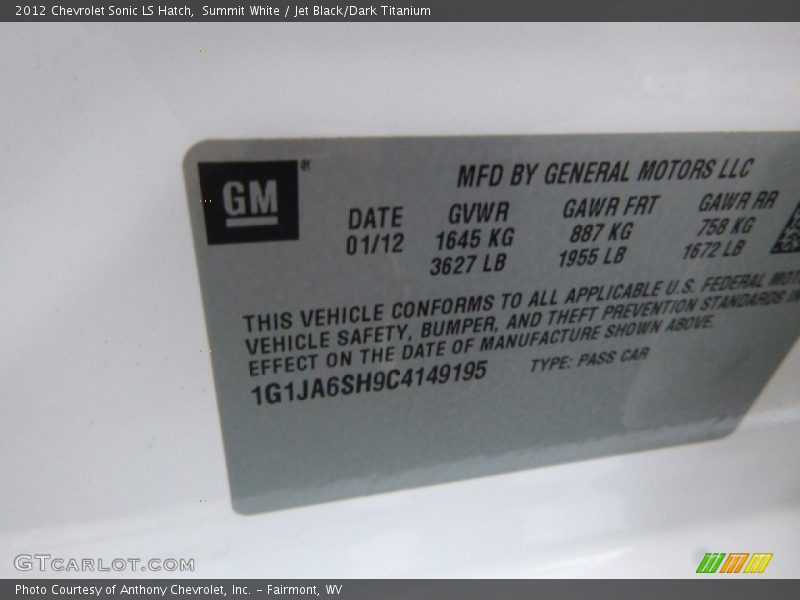 2012 Chevrolet Sonic LS Hatch, Summit White / Jet Black/Dark Titanium
GM®
MFD BY GENERAL MOTORS LLC
DATE GVWR GAWR FRT GAWR RR
01/12 1645 KG 887 KG 758 KG
3627 LB 1955 LB 1672 LB
THIS VEHICLE CONFORMS TO ALL APPLICABLE U.S. FEDERAL
VEHICLE SAFETY, BUMPER, AND THEFT PREVENTION STANDARDS IN
EFFECT ON THE DATE OF MANUFACTURE SHOWN ABOVE.
1G1JA6SH9C4149195 TYPE: PASS CAR
GTCARLOT.COM
Photo Courtesy of Anthony Chevrolet, Inc. – Fairmont, WV